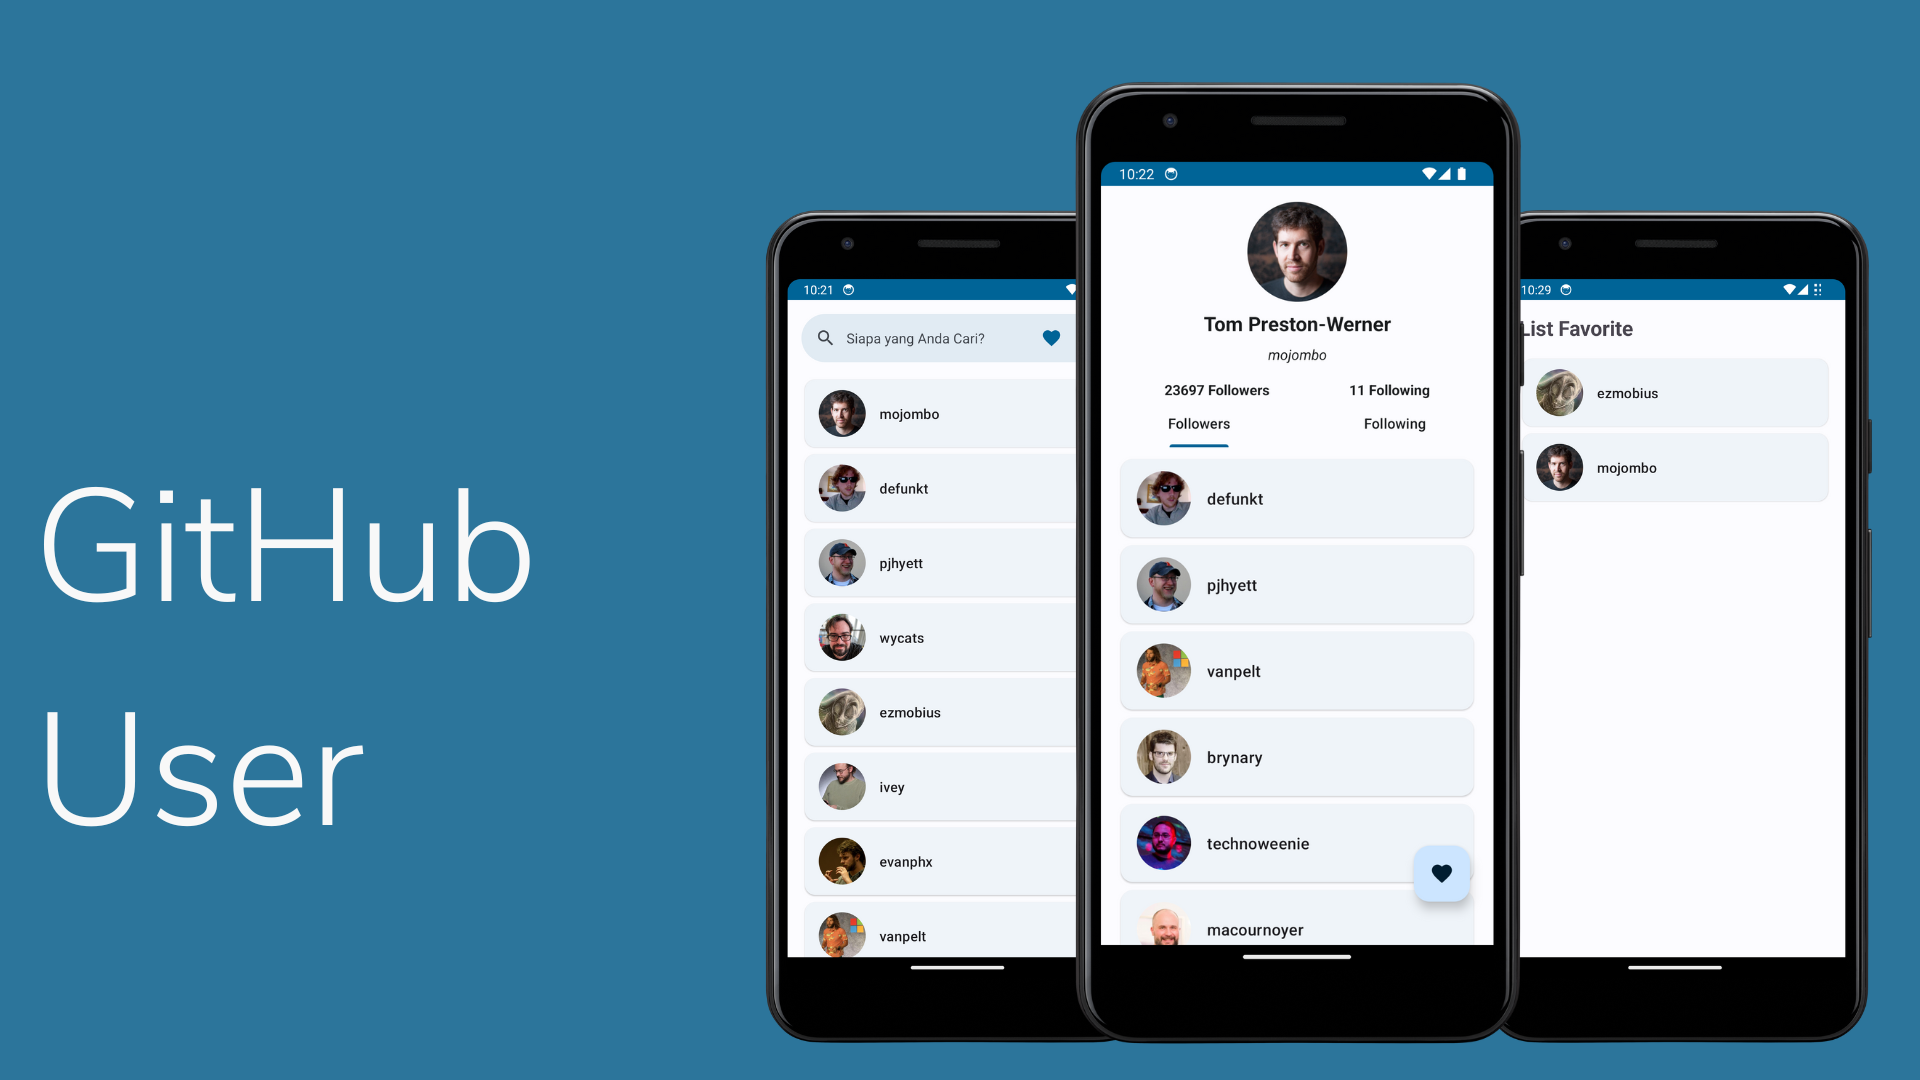 GitHub
User
10:21
Siapa yang Anda Cari?
mojombo
defunkt
pjhyett
wycats
ezmobius
ivey
evanphx
vanpelt
10:22
Tom Preston-Werner
mojombo
23697 Followers 11 Following
Followers Following
defunkt
pjhyett
vanpelt
brynary
technoweenie
macournoyer
10:29
List Favorite
ezmobius
mojombo